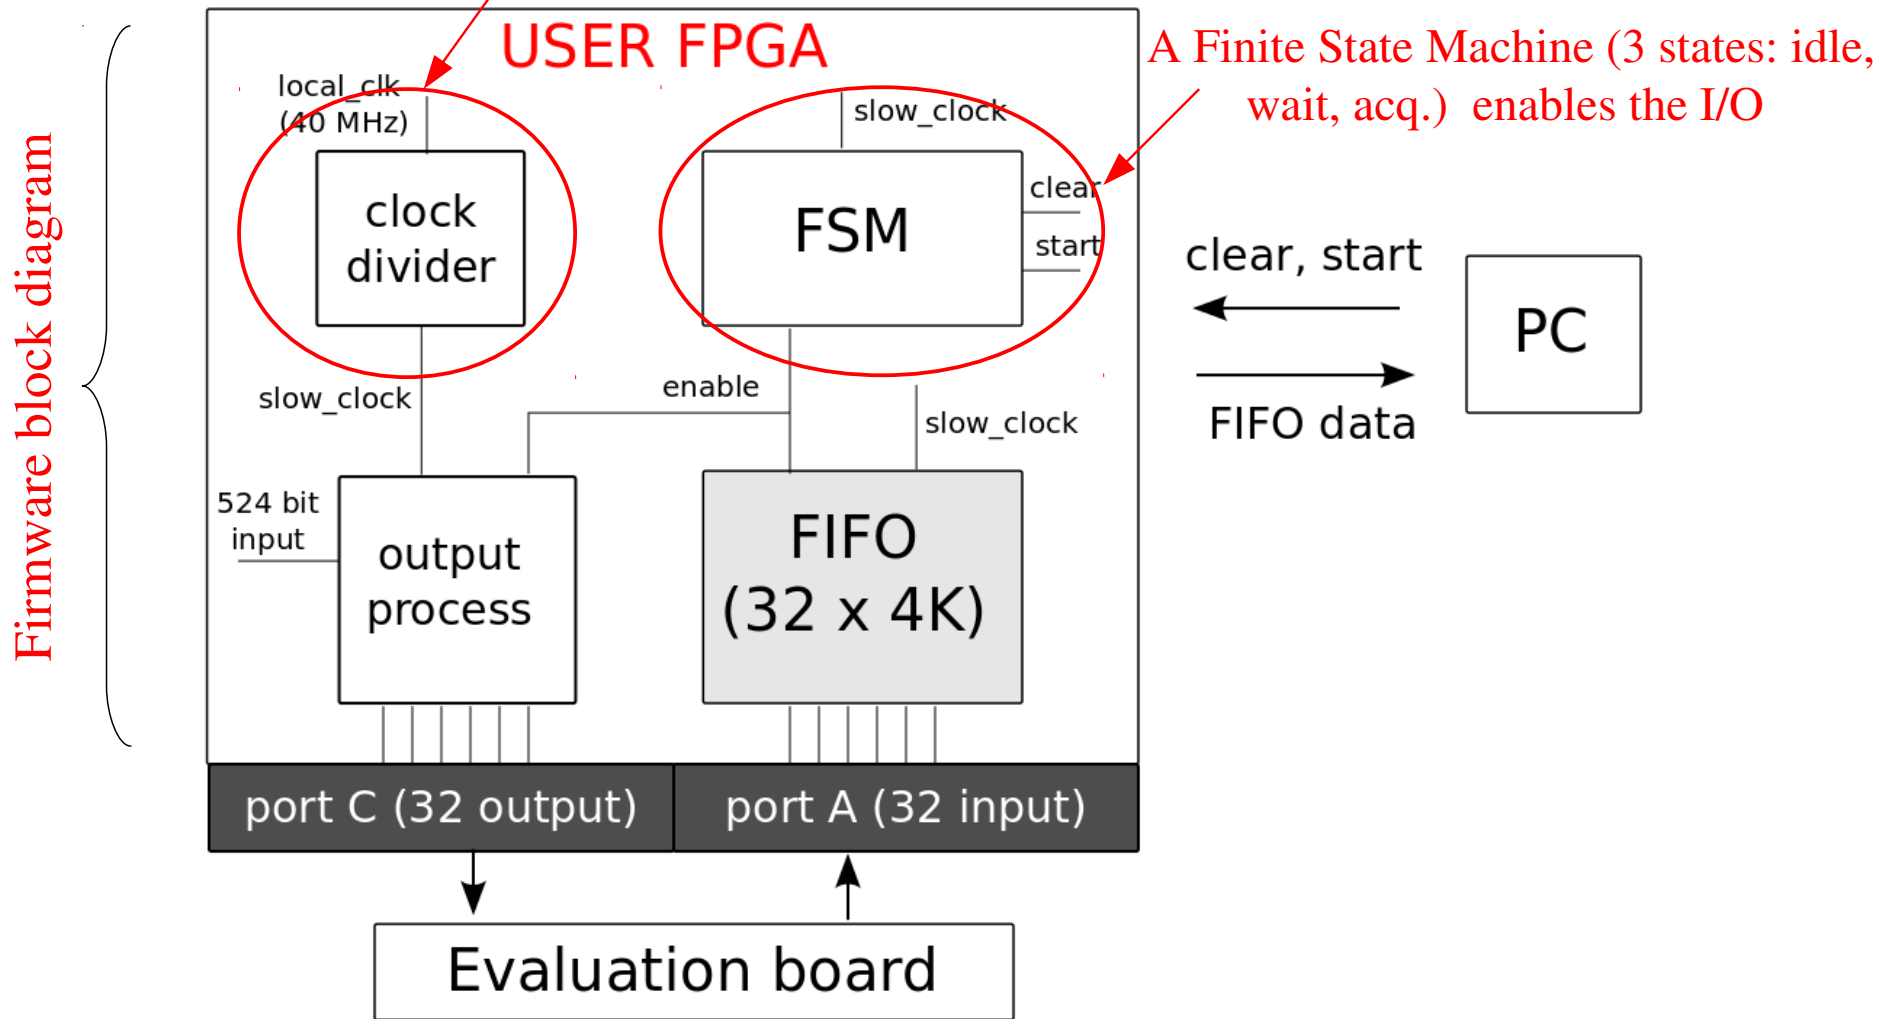 USER FPGA
A Finite State Machine (3 states: idle,
wait, acq.)  enables the I/O
Firmware block diagram
local_clk
(40 MHz)
slow_clock
clock
divider
FSM
clear
start
clear, start
PC
FIFO data
slow_clock
enable
slow_clock
524 bit
input
output
process
FIFO
(32 x 4K)
port C (32 output)
port A (32 input)
Evaluation board